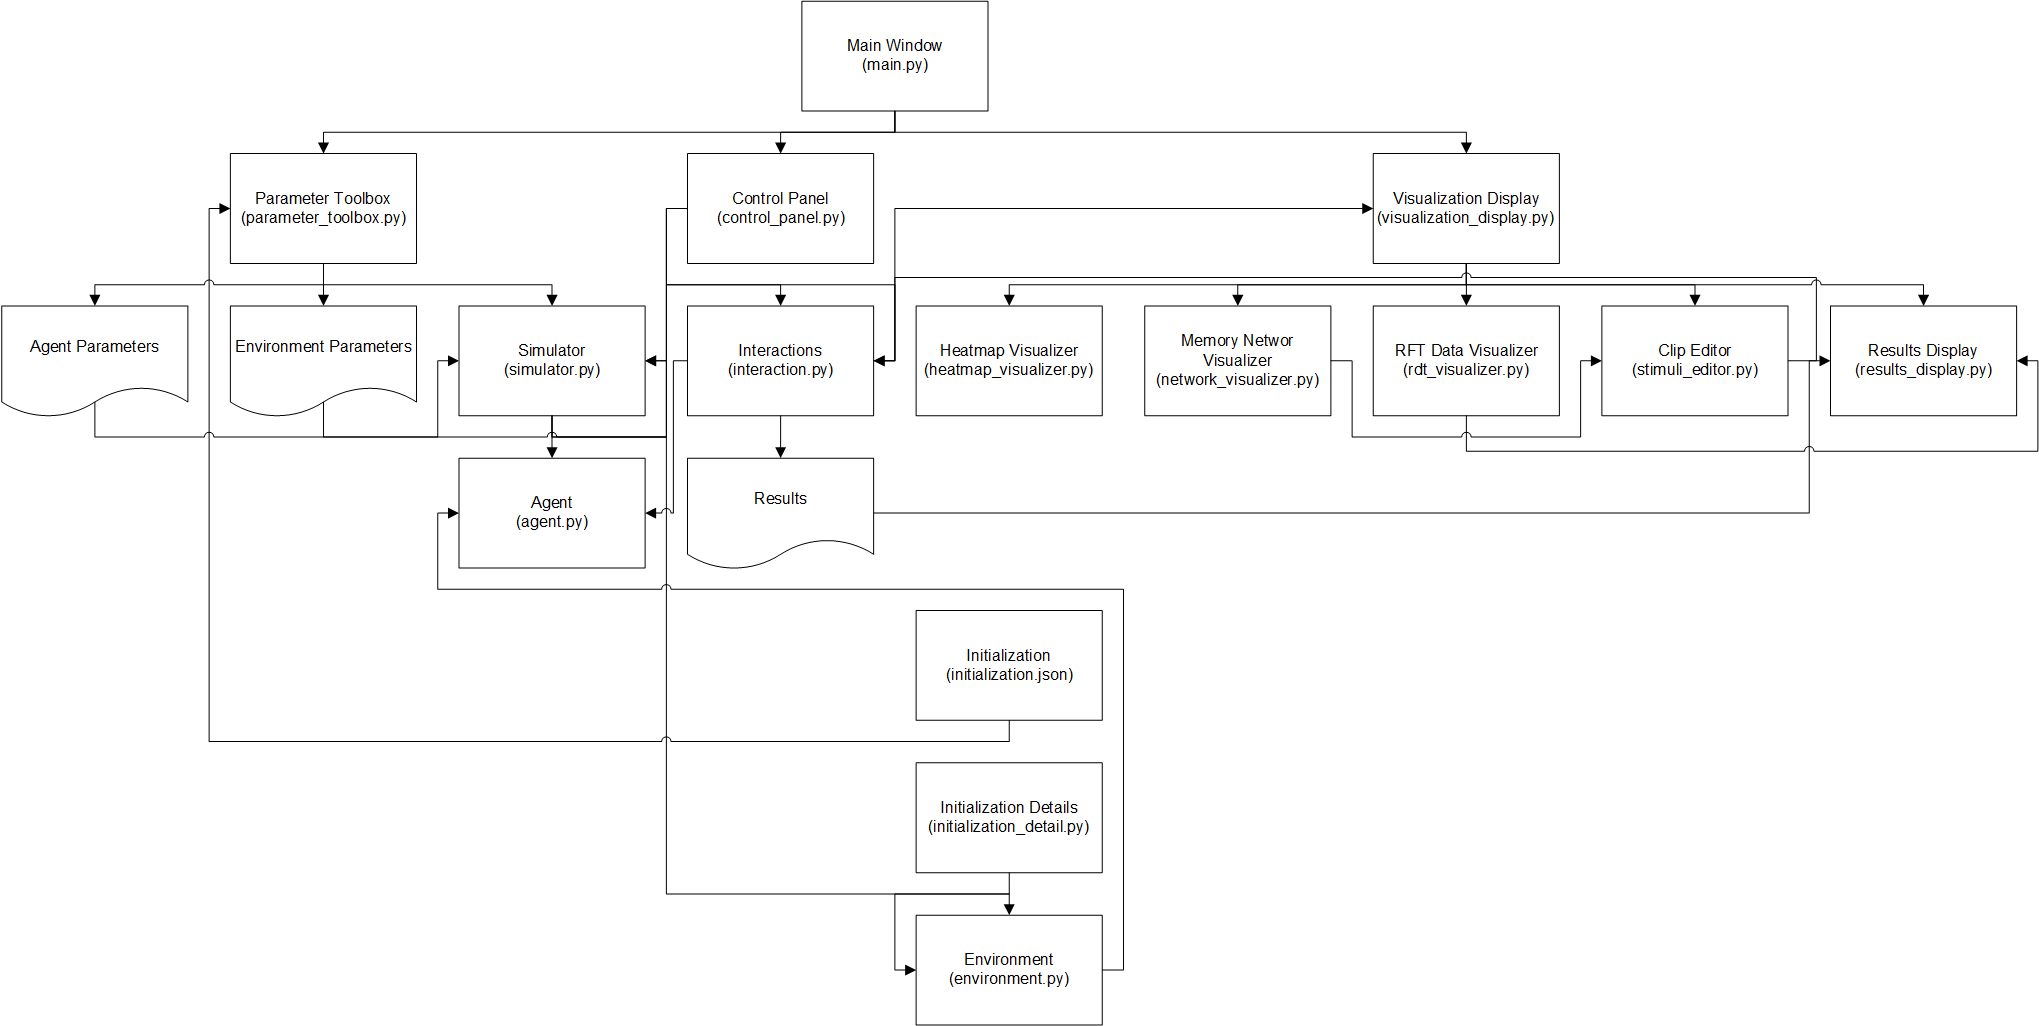 Main Window
(main.py)
Parameter Toolbox
(parameter_toolbox.py)
Control Panel
(control_panel.py)
Visualization Display
(visualization_display.py)
Agent Parameters
Environment Parameters
Simulator
(simulator.py)
Interactions
(interaction.py)
Heatmap Visualizer
(heatmap_visualizer.py)
Memory Networ
Visualizer
(network_visualizer.py)
RFT Data Visualizer
(rdt_visualizer.py)
Clip Editor
(stimuli_editor.py)
Results Display
(results_display.py)
Agent
(agent.py)
Results
Initialization
(initialization.json)
Initialization Details
(initialization_detail.py)
Environment
(environment.py)